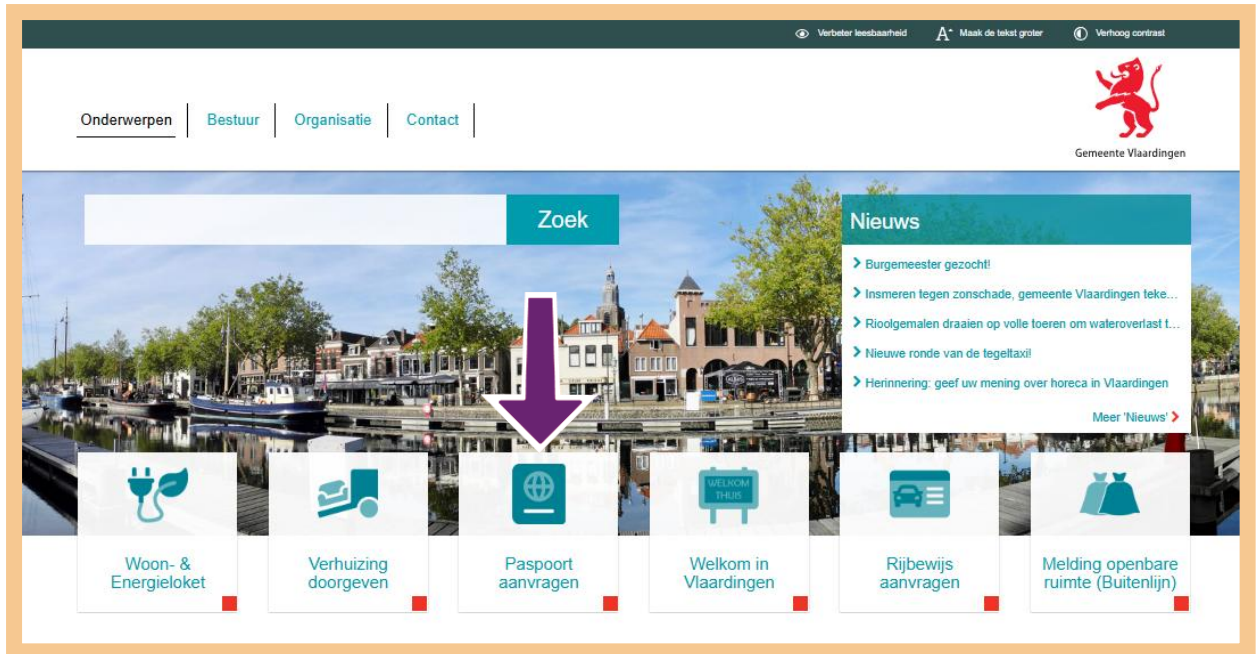 Verbeter leesbaarheid
A^ Maak de tekst groter
Verhoog contrast
Onderwerpen
Bestuur
Organisatie
Contact
Gemeente Vlaardingen
Zoek
Nieuws
Burgemeester gezocht!
Insmeren tegen zonschade, gemeente Vlaardingen teke...
Rioolgemalen draaien op volle toeren om wateroverlast t...
Nieuwe ronde van de tegeltaxi!
Herinnering: geef uw mening over horeca in Vlaardingen
Meer 'Nieuws'
WELKOM
THUIS
Woon- &
Energieloket
Verhuizing
doorgeven
Paspoort
aanvragen
Welkom in
Vlaardingen
Rijbewijs
aanvragen
Melding openbare
ruimte (Buitenlijn)